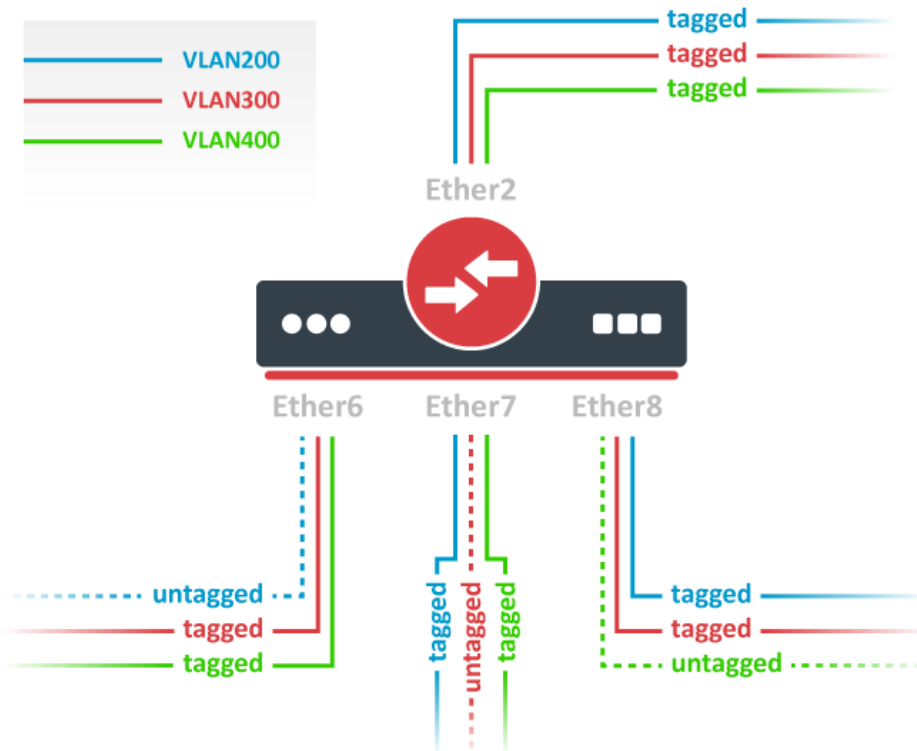 tagged
VLAN200
tagged
VLAN300
tagged
VLAN400
Ether2
Ether6
Ether7
Ether8
untagged
tagged
tagged
tagged
untagged
tagged
tagged
tagged
untagged